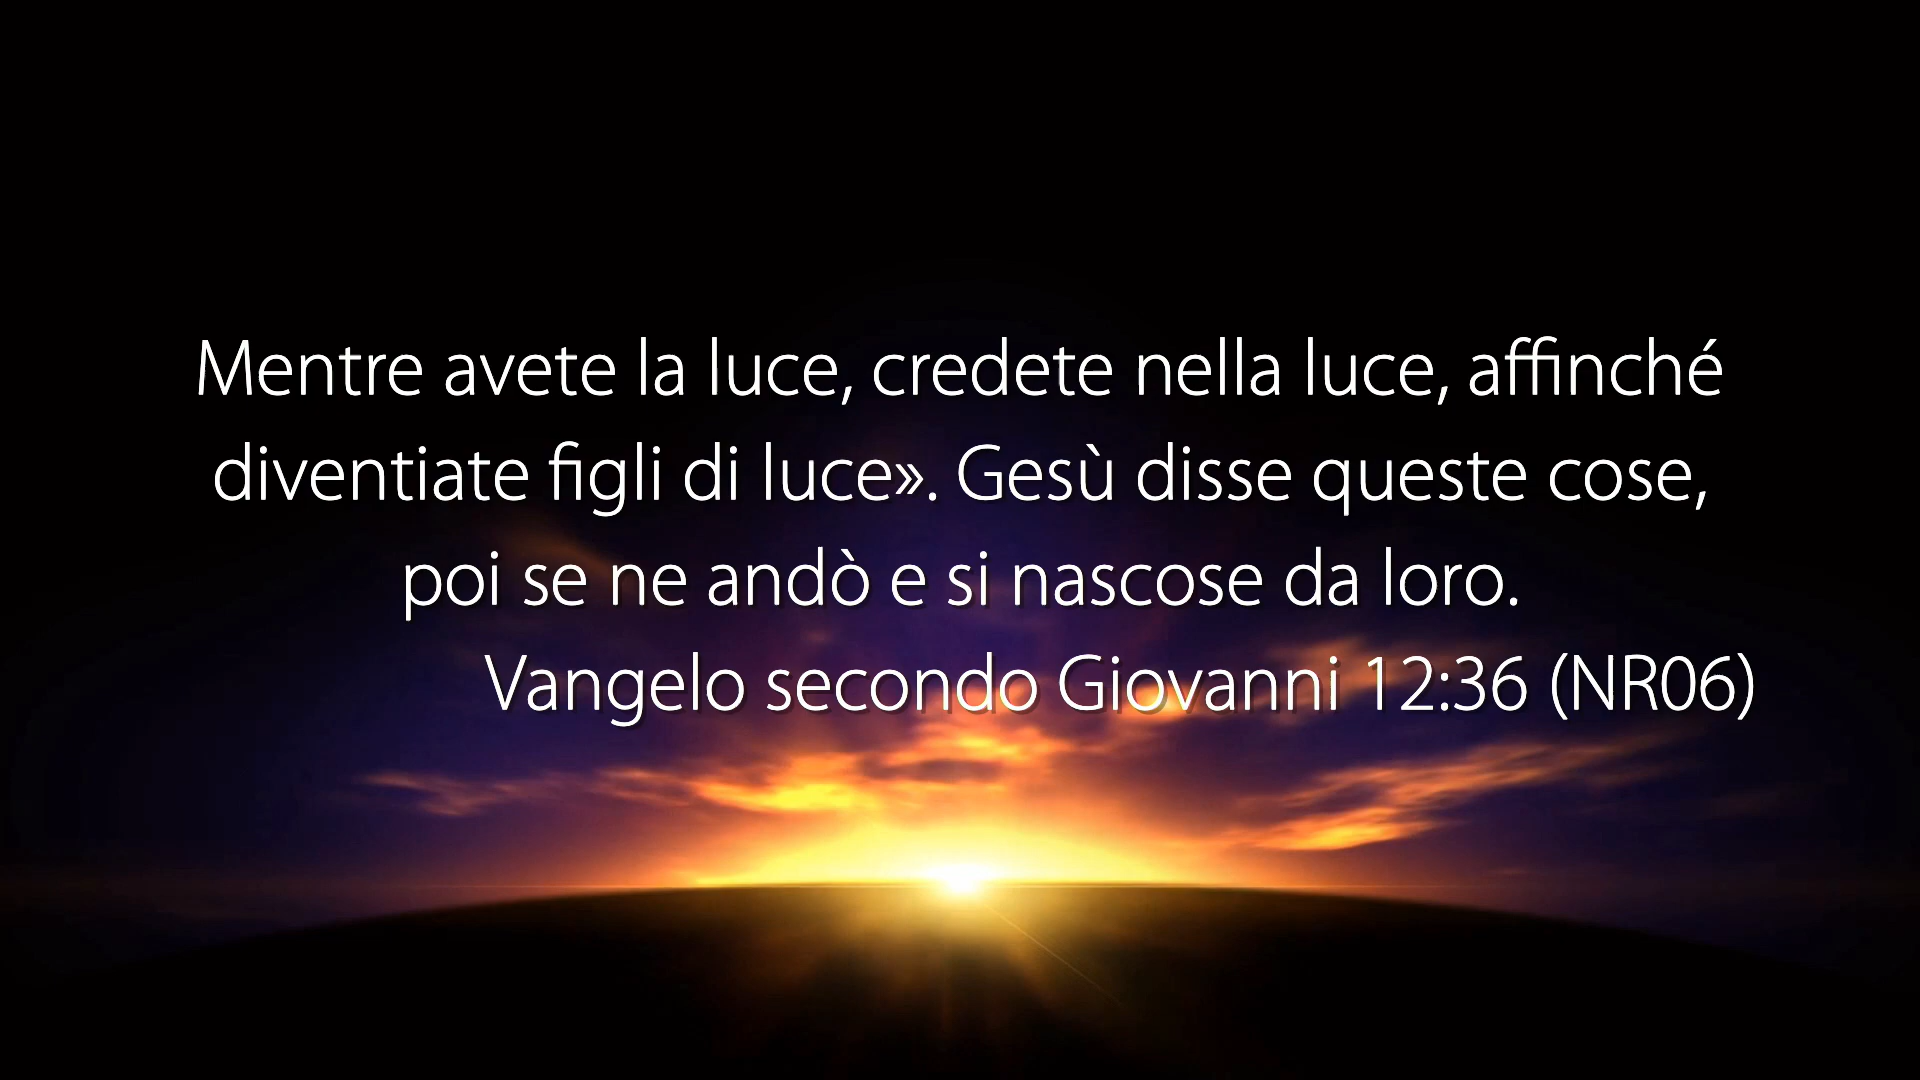 Mentre avete la luce, credete nella luce, affinché
diventiate figli di luce». Gesù disse queste cose,
poi se ne andò e si nascose da loro.
Vangelo secondo Giovanni 12:36 (NR06)